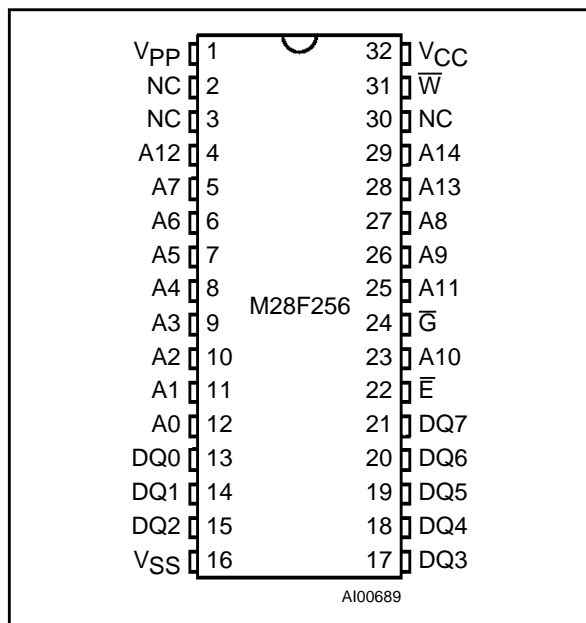 VPP 1 32 VCC
NC 2 31 W̅
NC 3 30 NC
A12 4 29 A14
A7 5 28 A13
A6 6 27 A8
A5 7 26 A9
A4 8 25 A11
M28F256
A3 9 24 G̅
A2 10 23 A10
A1 11 22 E̅
A0 12 21 DQ7
DQ0 13 20 DQ6
DQ1 14 19 DQ5
DQ2 15 18 DQ4
VSS 16 17 DQ3
AI00689